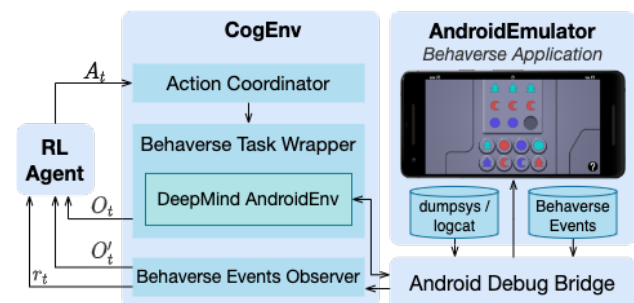 CogEnv
Action Coordinator
Behaverse Task Wrapper
DeepMind AndroidEnv
Behaverse Events Observer
RL
Agent
A_t
O_t
O'_t
r_t
AndroidEmulator
Behaverse Application
?
dumpsys /
logcat
Behaverse
Events
Android Debug Bridge